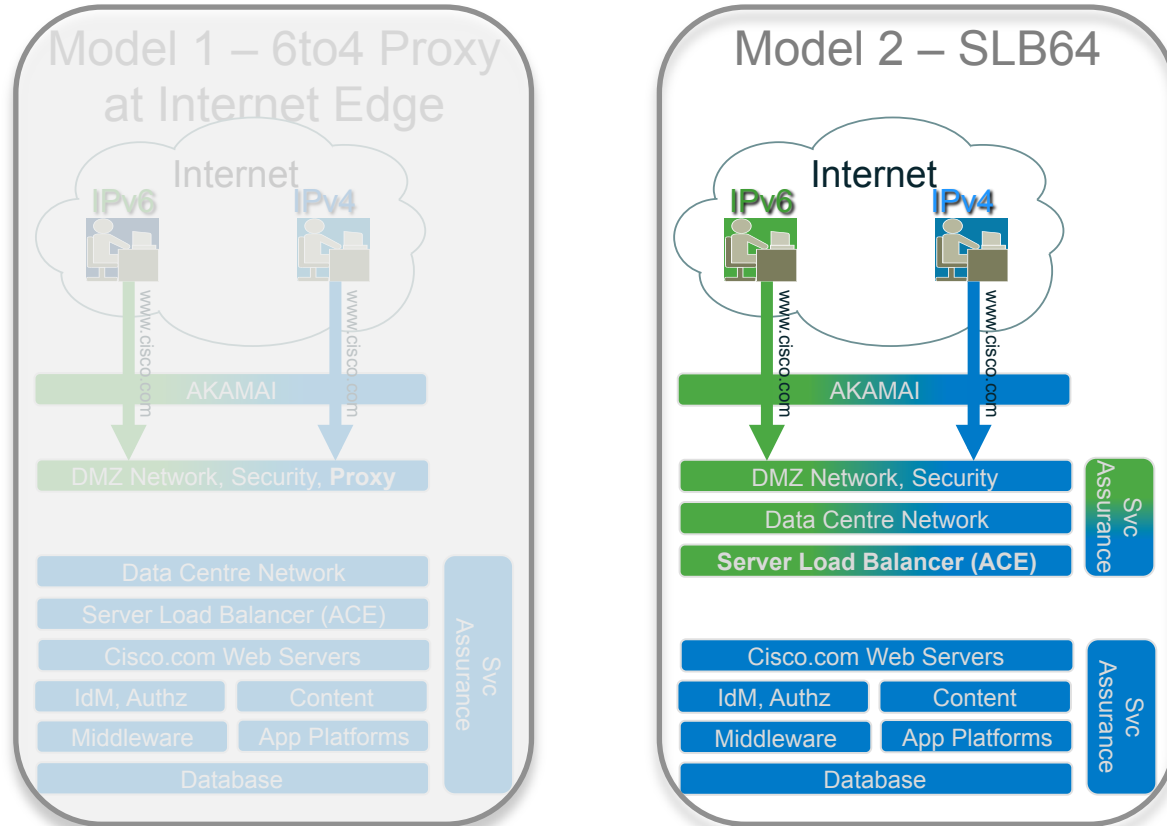 Model 1 – 6to4 Proxy
at Internet Edge
Internet
IPv6
IPv4
www.cisco.com
www.cisco.com
AKAMAI
DMZ Network, Security, Proxy
Data Centre Network
Server Load Balancer (ACE)
Cisco.com Web Servers
IdM, Authz
Content
Middleware
App Platforms
Database
Svc
Assurance
Model 2 – SLB64
Internet
IPv6
IPv4
www.cisco.com
www.cisco.com
AKAMAI
DMZ Network, Security
Data Centre Network
Server Load Balancer (ACE)
Svc
Assurance
Cisco.com Web Servers
IdM, Authz
Content
Middleware
App Platforms
Database
Svc
Assurance